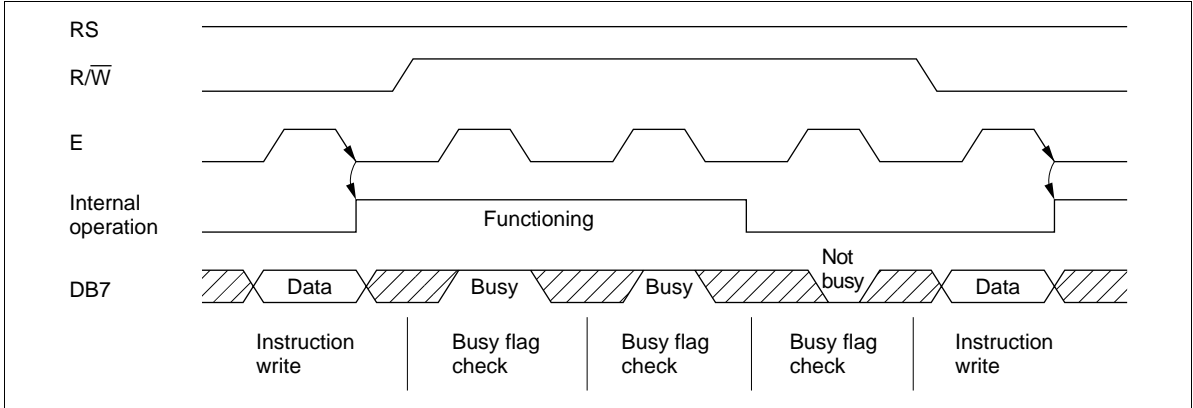 RS
R/W̅
E
Internal
operation
Functioning
DB7
Data
Busy
Busy
Not
busy
Data
Instruction
write
Busy flag
check
Busy flag
check
Busy flag
check
Instruction
write